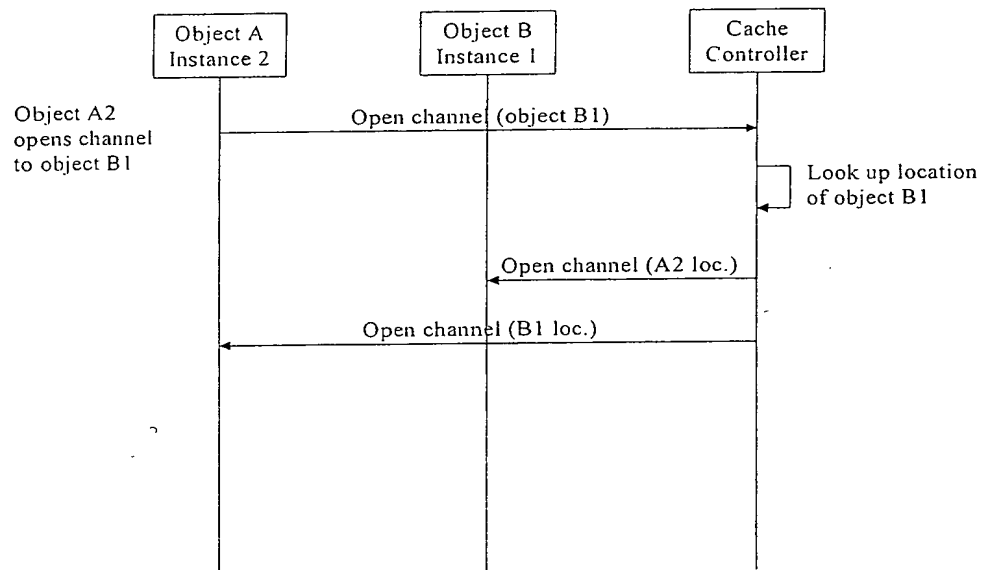 Object A
Instance 2
Object B
Instance 1
Cache
Controller
Object A2
opens channel
to object B1
Open channel (object B1)
Look up location
of object B1
Open channel (A2 loc.)
Open channel (B1 loc.)